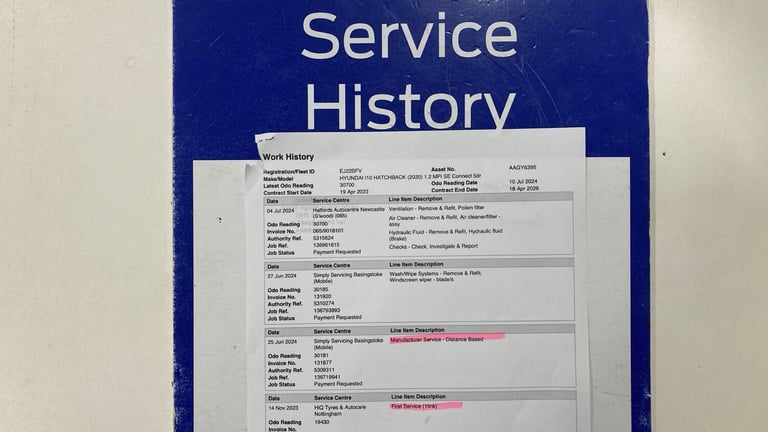 Service
History
Work History
Registration/Fleet ID EJ22BFV Asset No. AAGY6395
Make/Model HYUNDAI I10 HATCHBACK (2020) 1.2 MPI SE Connect 5dr
Latest Odo Reading 30700 Odo Reading Date 10 Jul 2024
Contract Start Date 19 Apr 2023 Contract End Date 18 Apr 2026
Date Service Centre Line Item Description
04 Jul 2024 Halfords Autocentre Newcastle Ventilation - Remove & Refit, Pollen filter
(S'wood) (065) Air Cleaner - Remove & Refit, Air cleaner/filter -
Odo Reading 30700 assy
Invoice No. 065/9018101 Hydraulic Fluid - Remove & Refit, Hydraulic fluid
Authority Ref. 5315624 (Brake)
Job Ref. 136961615 Checks - Check, Investigate & Report
Job Status Payment Requested
Date Service Centre Line Item Description
27 Jun 2024 Simply Servicing Basingstoke Wash/Wipe Systems - Remove & Refit,
(Mobile) Windscreen wiper - blade/s
Odo Reading 30185
Invoice No. 131920
Authority Ref. 5310274
Job Ref. 136793993
Job Status Payment Requested
Date Service Centre Line Item Description
25 Jun 2024 Simply Servicing Basingstoke Manufacturer Service - Distance Based
(Mobile)
Odo Reading 30181
Invoice No. 131877
Authority Ref. 5309311
Job Ref. 136719941
Job Status Payment Requested
Date Service Centre Line Item Description
14 Nov 2023 HiQ Tyres & Autocare First Service (1link)
Nottingham
Odo Reading 19430
Invoice No.